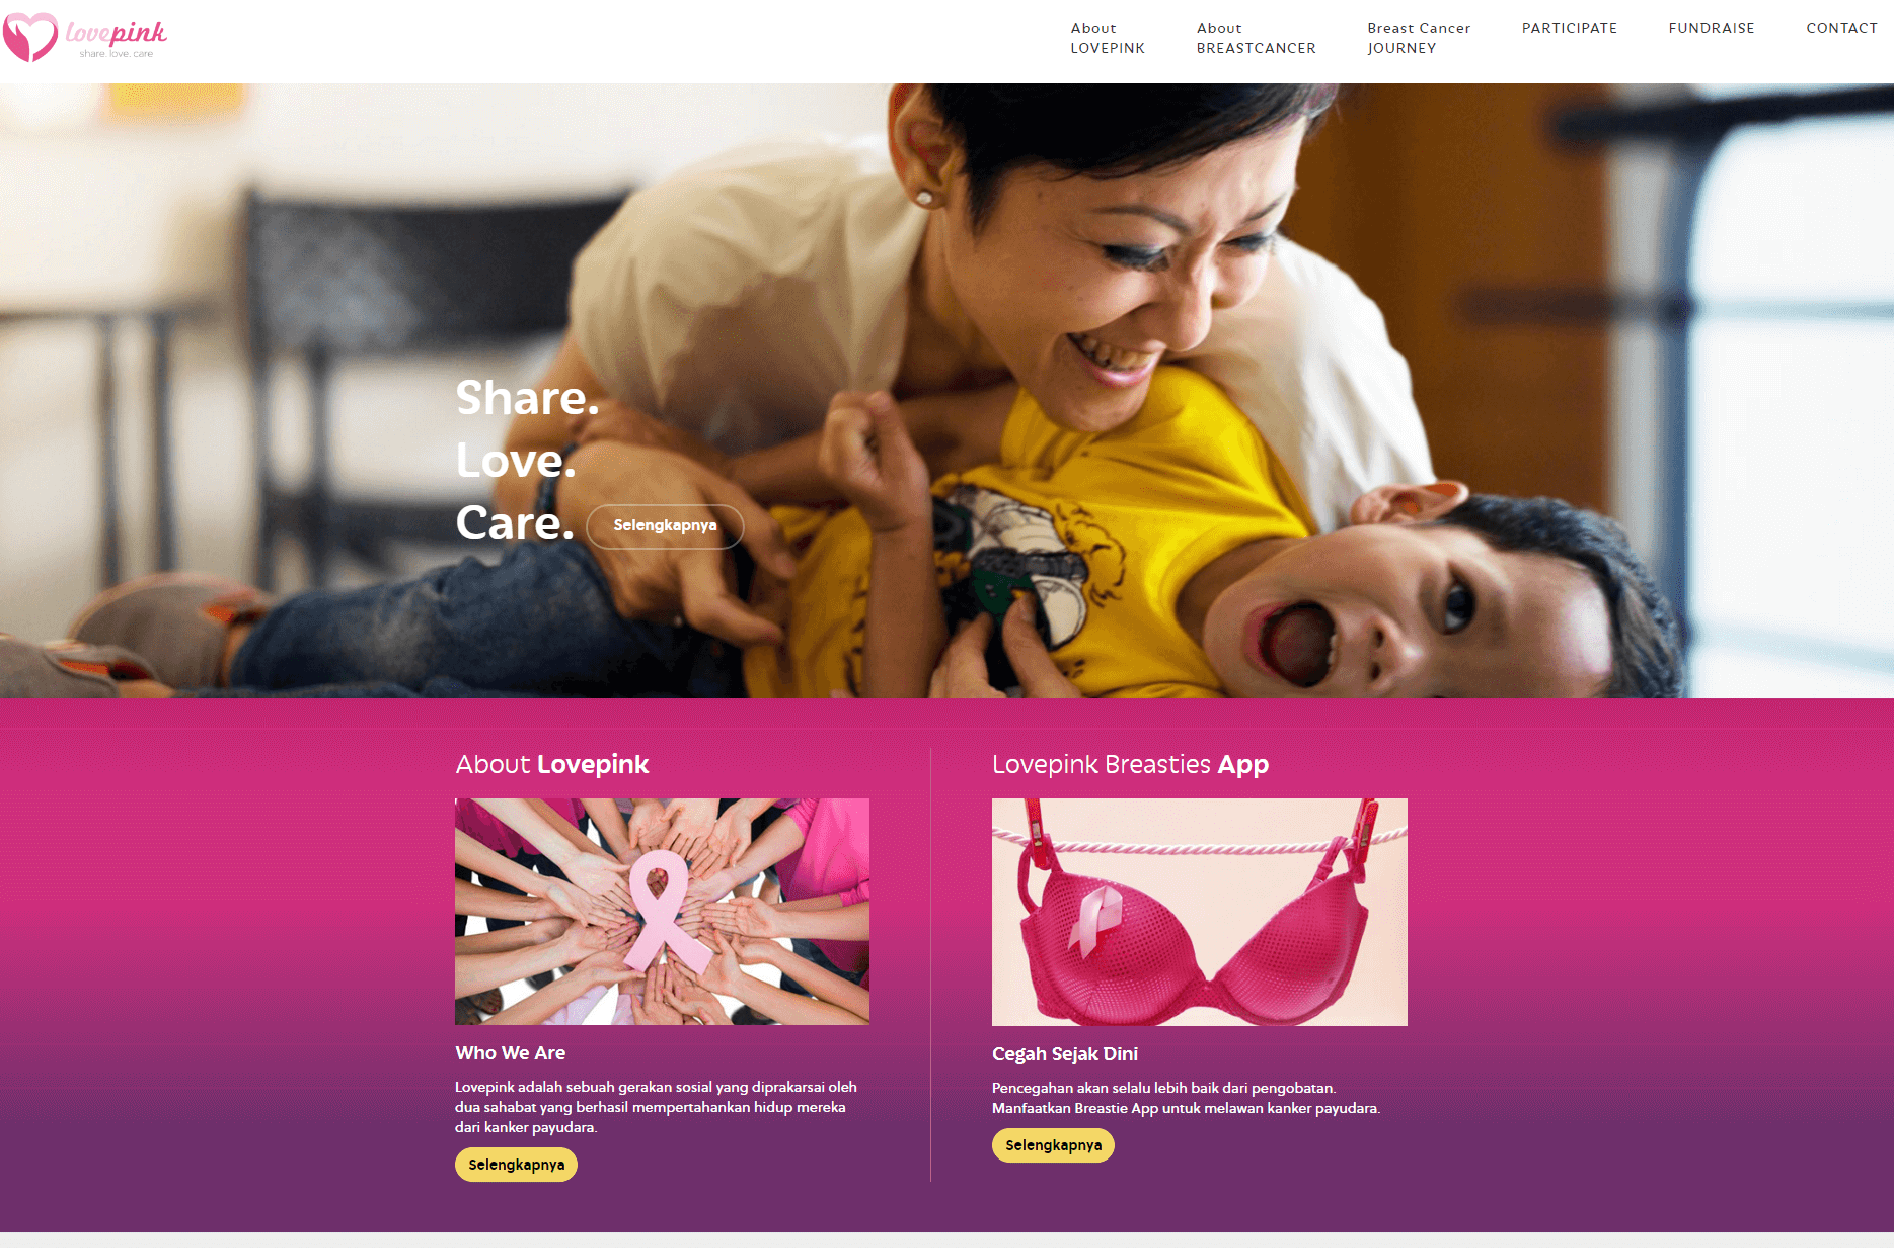 lovepink
share. love. care
About
LOVEPINK
About
BREASTCANCER
Breast Cancer
JOURNEY
PARTICIPATE
FUNDRAISE
CONTACT
Share.
Love.
Care.
Selengkapnya
About Lovepink
Who We Are
Lovepink adalah sebuah gerakan sosial yang diprakarsai oleh
dua sahabat yang berhasil mempertahankan hidup mereka
dari kanker payudara.
Selengkapnya
Lovepink Breasties App
Cegah Sejak Dini
Pencegahan akan selalu lebih baik dari pengobatan.
Manfaatkan Breastie App untuk melawan kanker payudara.
Selengkapnya